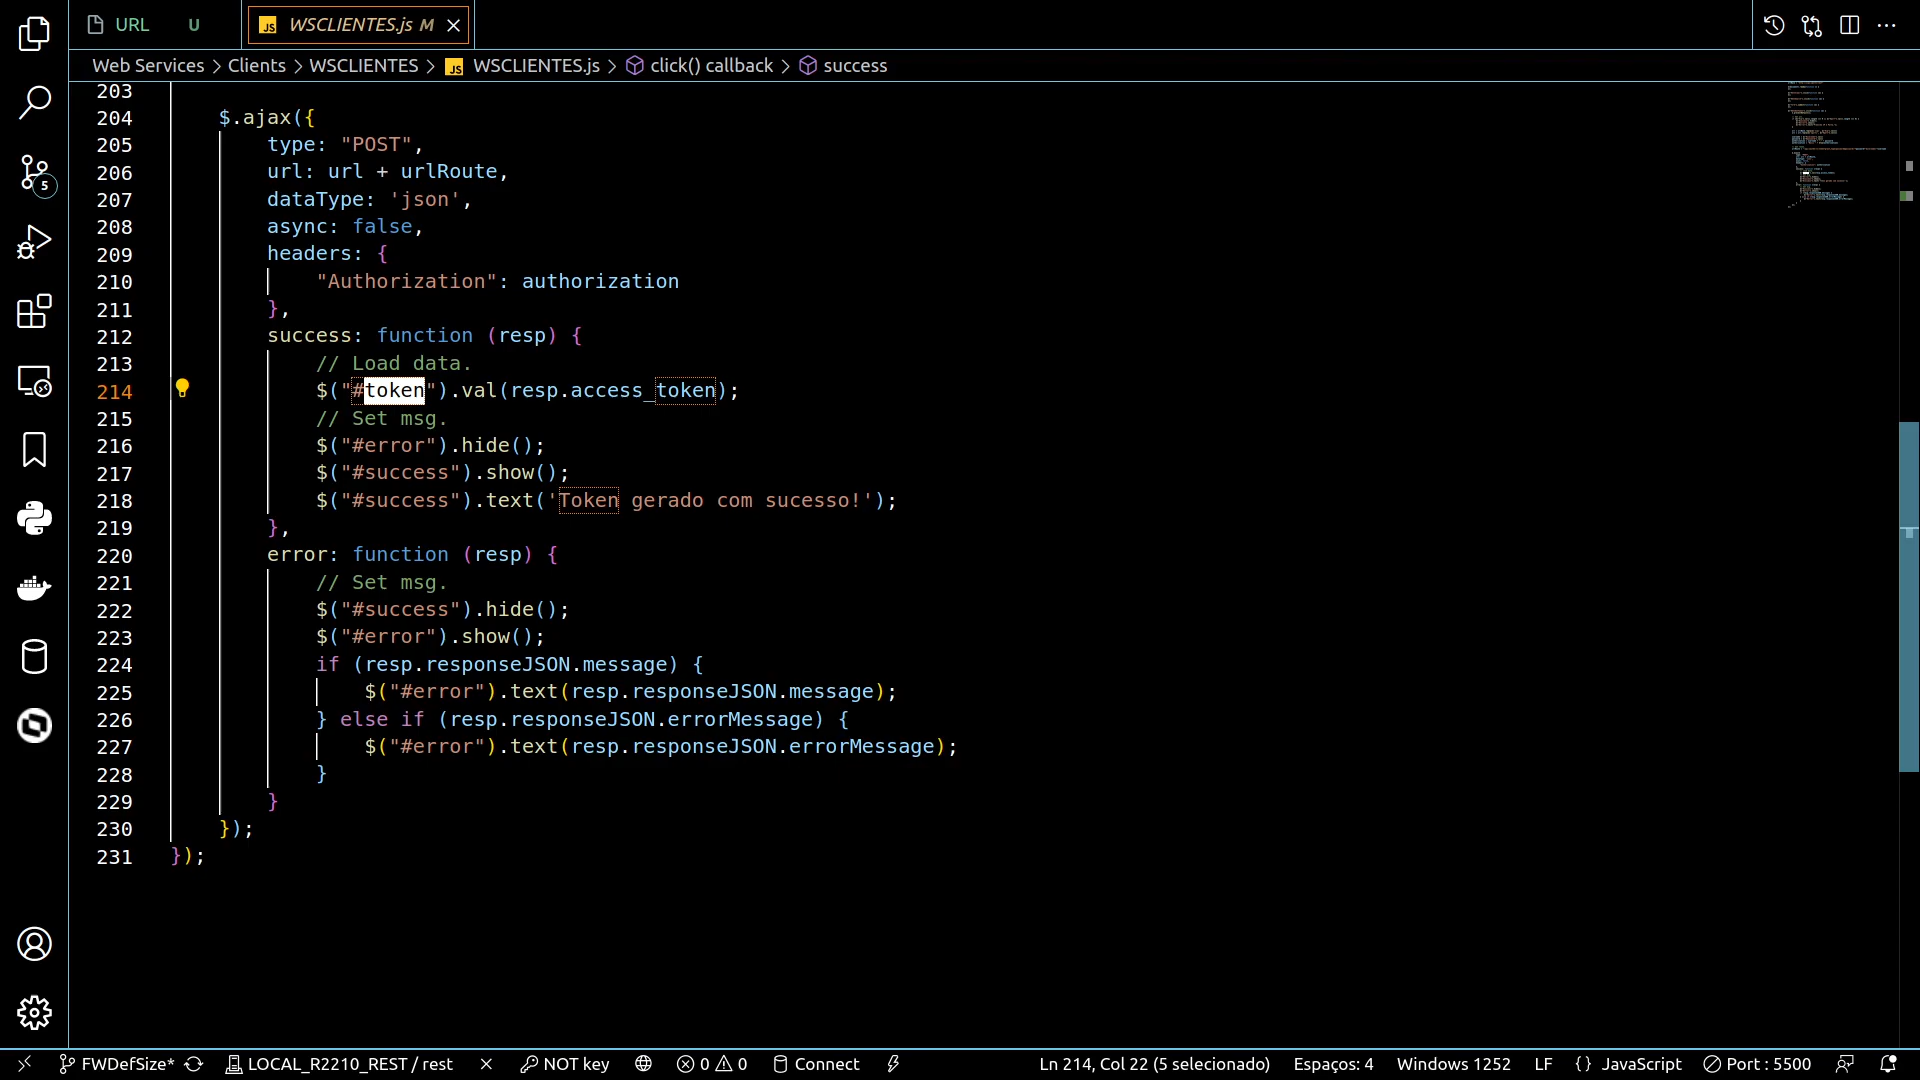 URL U WSCLIENTES.js M
Web Services > Clients > WSCLIENTES > JS WSCLIENTES.js > click() callback > success
203
204 $.ajax({
205 type: "POST",
206 url: url + urlRoute,
207 dataType: 'json',
208 async: false,
209 headers: {
210 "Authorization": authorization
211 },
212 success: function (resp) {
213 // Load data.
214 $("#token").val(resp.access_token);
215 // Set msg.
216 $("#error").hide();
217 $("#success").show();
218 $("#success").text('Token gerado com sucesso!');
219 },
220 error: function (resp) {
221 // Set msg.
222 $("#success").hide();
223 $("#error").show();
224 if (resp.responseJSON.message) {
225 $("#error").text(resp.responseJSON.message);
226 } else if (resp.responseJSON.errorMessage) {
227 $("#error").text(resp.responseJSON.errorMessage);
228 }
229 }
230 });
231 });
5
FWDefSize* LOCAL_R2210_REST / rest NOT key 0 0 Connect Ln 214, Col 22 (5 selecionado) Espaços: 4 Windows 1252 LF {} JavaScript Port : 5500